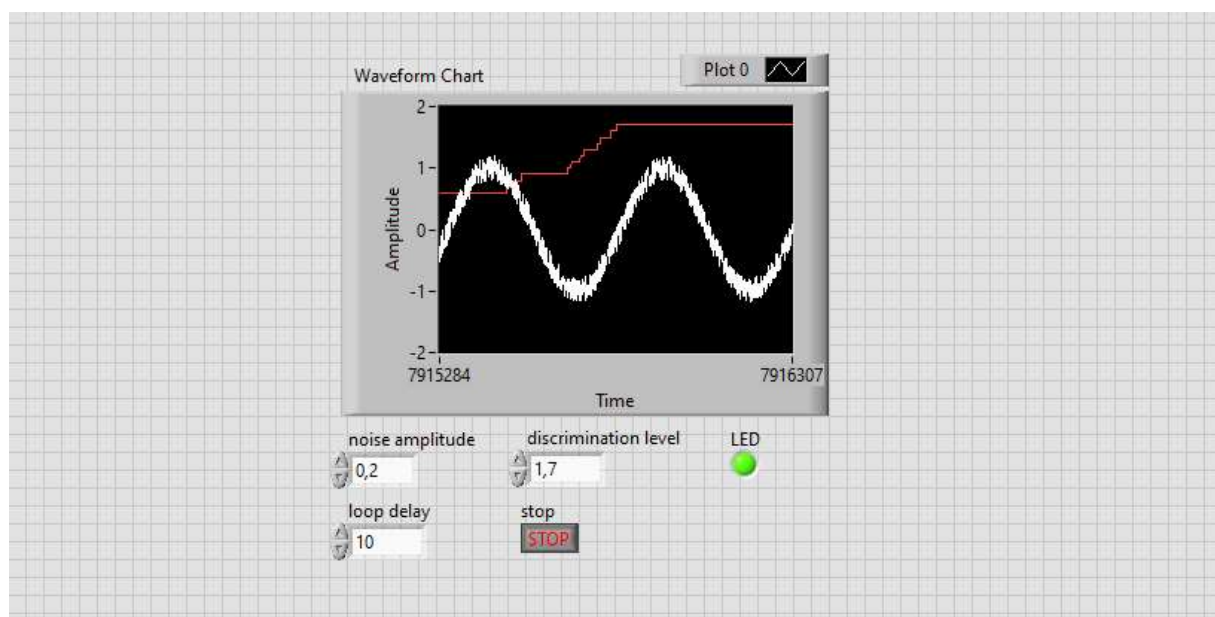 Waveform Chart
Plot 0
2
1
0
-1
-2
Amplitude
7915284
7916307
Time
noise amplitude
discrimination level
LED
0,2
1,7
loop delay
stop
10
STOP